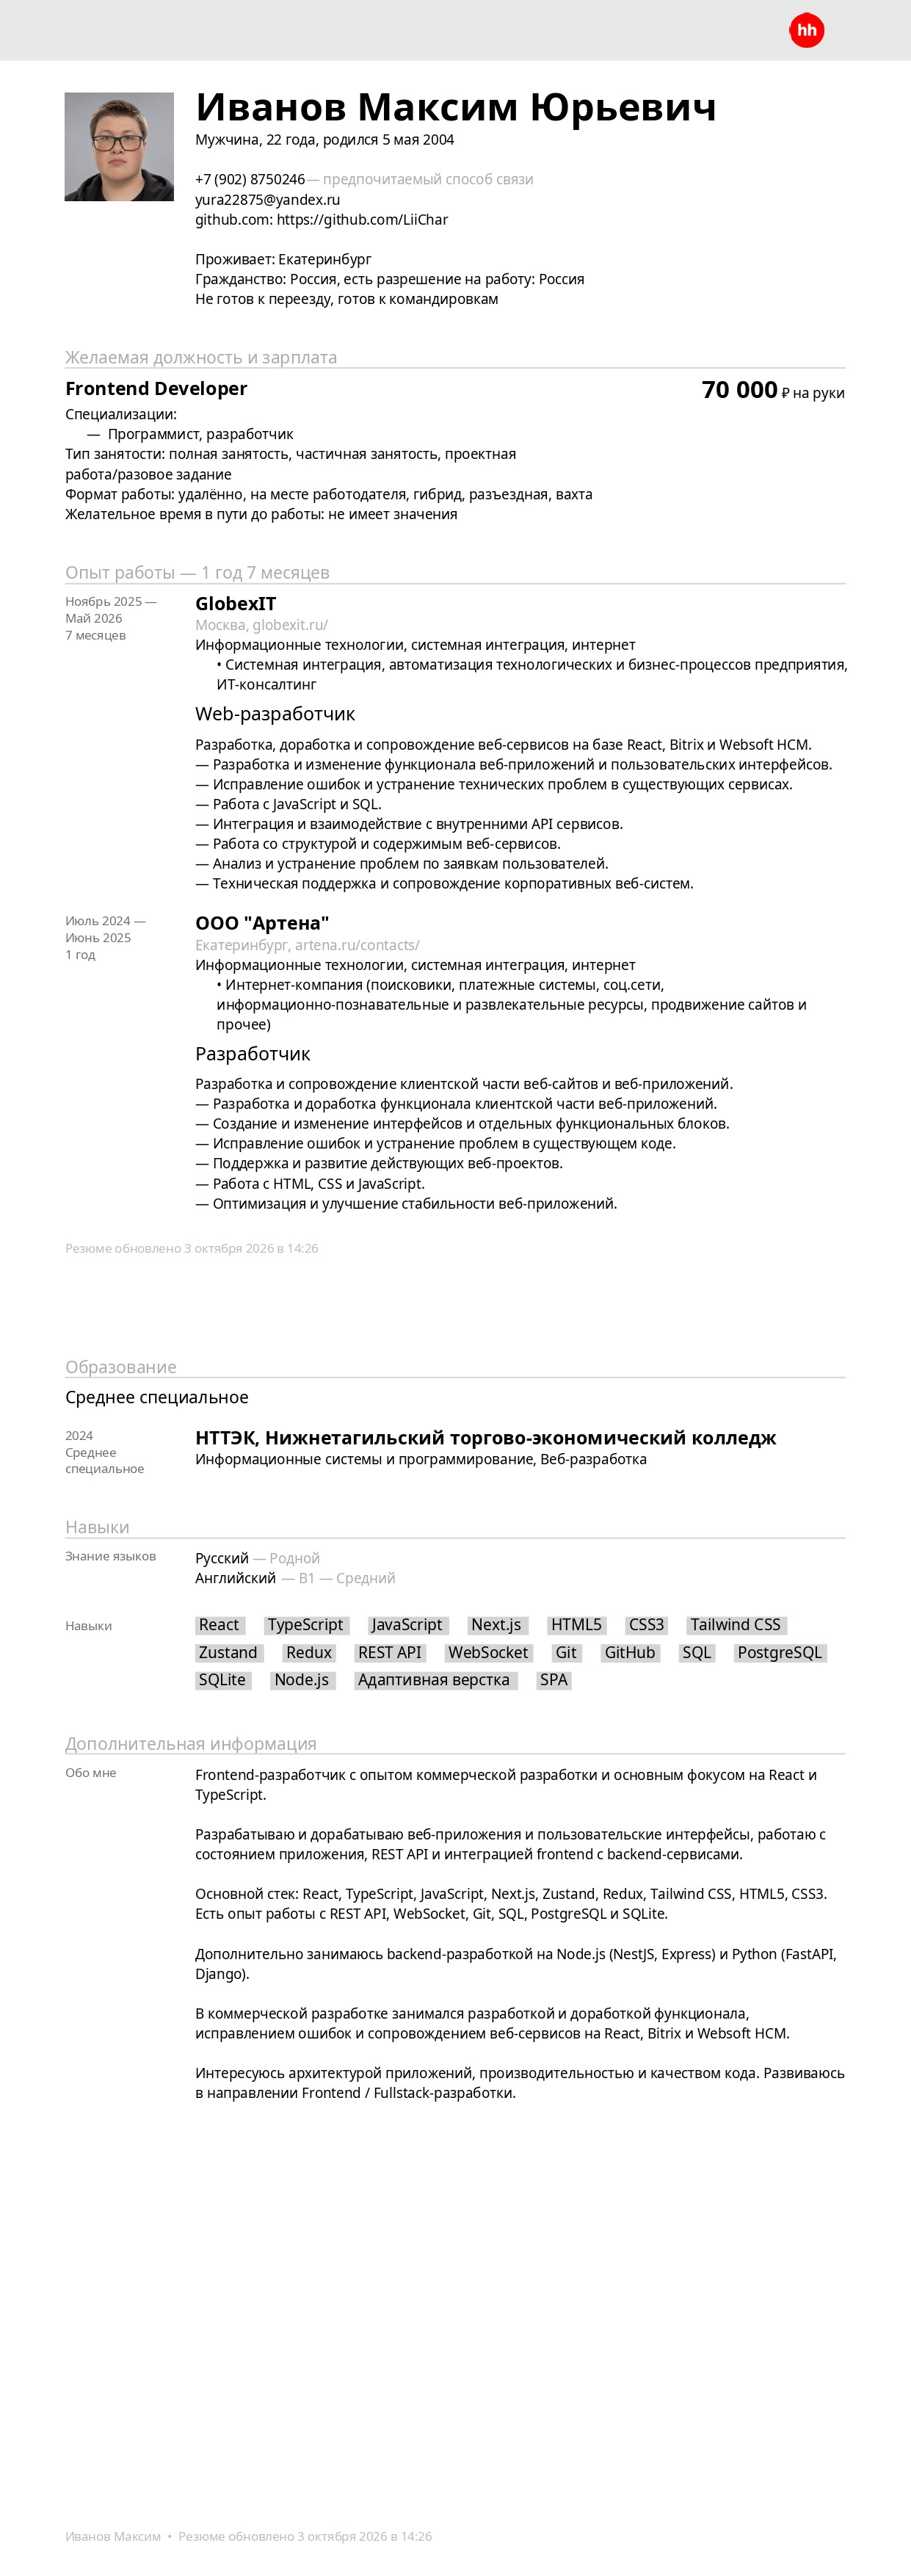 hh
Иванов Максим Юрьевич
Мужчина, 22 года, родился 5 мая 2004
+7 (902) 8750246 — предпочитаемый способ связи
yura22875@yandex.ru
github.com: https://github.com/LiiChar
Проживает: Екатеринбург
Гражданство: Россия, есть разрешение на работу: Россия
Не готов к переезду, готов к командировкам
Желаемая должность и зарплата
Frontend Developer
70 000 ₽ на руки
Специализации:
— Программист, разработчик
Тип занятости: полная занятость, частичная занятость, проектная
работа/разовое задание
Формат работы: удалённо, на месте работодателя, гибрид, разъездная, вахта
Желательное время в пути до работы: не имеет значения
Опыт работы — 1 год 7 месяцев
Ноябрь 2025 —
Май 2026
7 месяцев
GlobexIT
Москва, globexit.ru/
Информационные технологии, системная интеграция, интернет
• Системная интеграция, автоматизация технологических и бизнес-процессов предприятия,
ИТ-консалтинг
Web-разработчик
Разработка, доработка и сопровождение веб-сервисов на базе React, Bitrix и Websoft HCM.
— Разработка и изменение функционала веб-приложений и пользовательских интерфейсов.
— Исправление ошибок и устранение технических проблем в существующих сервисах.
— Работа с JavaScript и SQL.
— Интеграция и взаимодействие с внутренними API сервисов.
— Работа со структурой и содержимым веб-сервисов.
— Анализ и устранение проблем по заявкам пользователей.
— Техническая поддержка и сопровождение корпоративных веб-систем.
Июль 2024 —
Июнь 2025
1 год
ООО "Артена"
Екатеринбург, artena.ru/contacts/
Информационные технологии, системная интеграция, интернет
• Интернет-компания (поисковики, платежные системы, соц.сети,
информационно-познавательные и развлекательные ресурсы, продвижение сайтов и
прочее)
Разработчик
Разработка и сопровождение клиентской части веб-сайтов и веб-приложений.
— Разработка и доработка функционала клиентской части веб-приложений.
— Создание и изменение интерфейсов и отдельных функциональных блоков.
— Исправление ошибок и устранение проблем в существующем коде.
— Поддержка и развитие действующих веб-проектов.
— Работа с HTML, CSS и JavaScript.
— Оптимизация и улучшение стабильности веб-приложений.
Резюме обновлено 3 октября 2026 в 14:26
Образование
Среднее специальное
2024
Среднее
специальное
НТТЭК, Нижнетагильский торгово-экономический колледж
Информационные системы и программирование, Веб-разработка
Навыки
Знание языков
Русский — Родной
Английский — B1 — Средний
Навыки
React TypeScript JavaScript Next.js HTML5 CSS3 Tailwind CSS
Zustand Redux REST API WebSocket Git GitHub SQL PostgreSQL
SQLite Node.js Адаптивная верстка SPA
Дополнительная информация
Обо мне
Frontend-разработчик с опытом коммерческой разработки и основным фокусом на React и
TypeScript.
Разрабатываю и дорабатываю веб-приложения и пользовательские интерфейсы, работаю с
состоянием приложения, REST API и интеграцией frontend с backend-сервисами.
Основной стек: React, TypeScript, JavaScript, Next.js, Zustand, Redux, Tailwind CSS, HTML5, CSS3.
Есть опыт работы с REST API, WebSocket, Git, SQL, PostgreSQL и SQLite.
Дополнительно занимаюсь backend-разработкой на Node.js (NestJS, Express) и Python (FastAPI,
Django).
В коммерческой разработке занимался разработкой и доработкой функционала,
исправлением ошибок и сопровождением веб-сервисов на React, Bitrix и Websoft HCM.
Интересуюсь архитектурой приложений, производительностью и качеством кода. Развиваюсь
в направлении Frontend / Fullstack-разработки.
Иванов Максим • Резюме обновлено 3 октября 2026 в 14:26